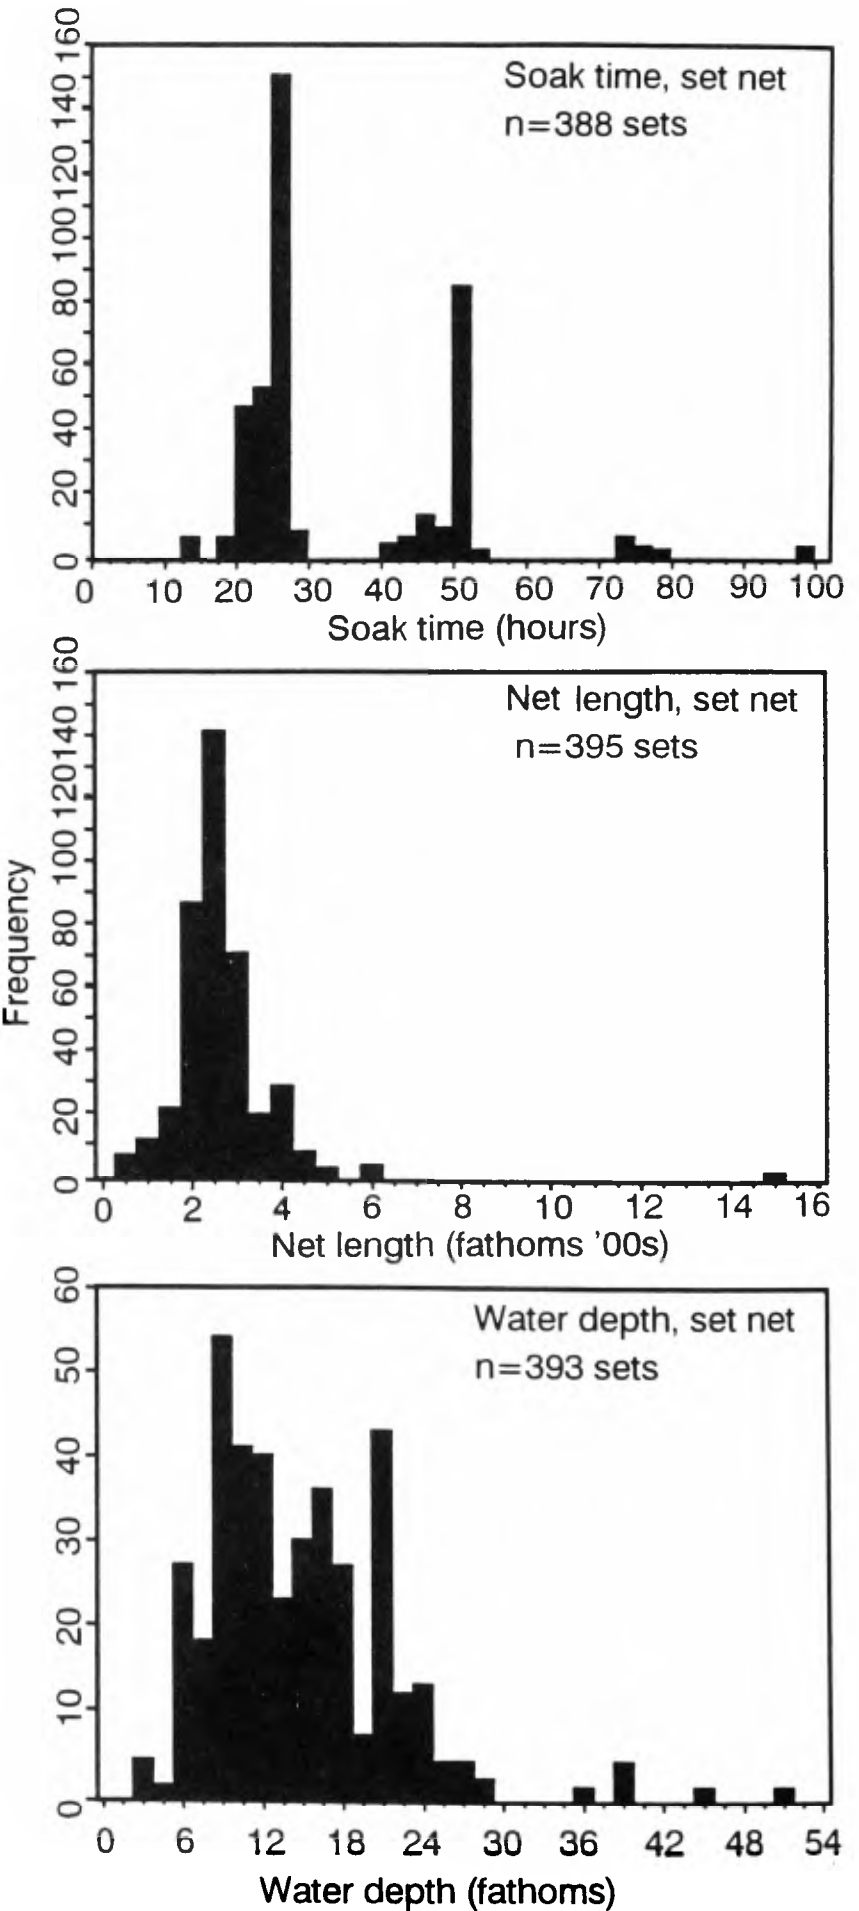 Soak time, set net
n=388 sets
160
140
120
100
80
60
40
20
0
0 10 20 30 40 50 60 70 80 90 100
Soak time (hours)
Net length, set net
n=395 sets
160
140
120
100
80
60
40
20
0
Frequency
0 2 4 6 8 10 12 14 16
Net length (fathoms '00s)
Water depth, set net
n=393 sets
60
50
40
30
20
10
0
0 6 12 18 24 30 36 42 48 54
Water depth (fathoms)